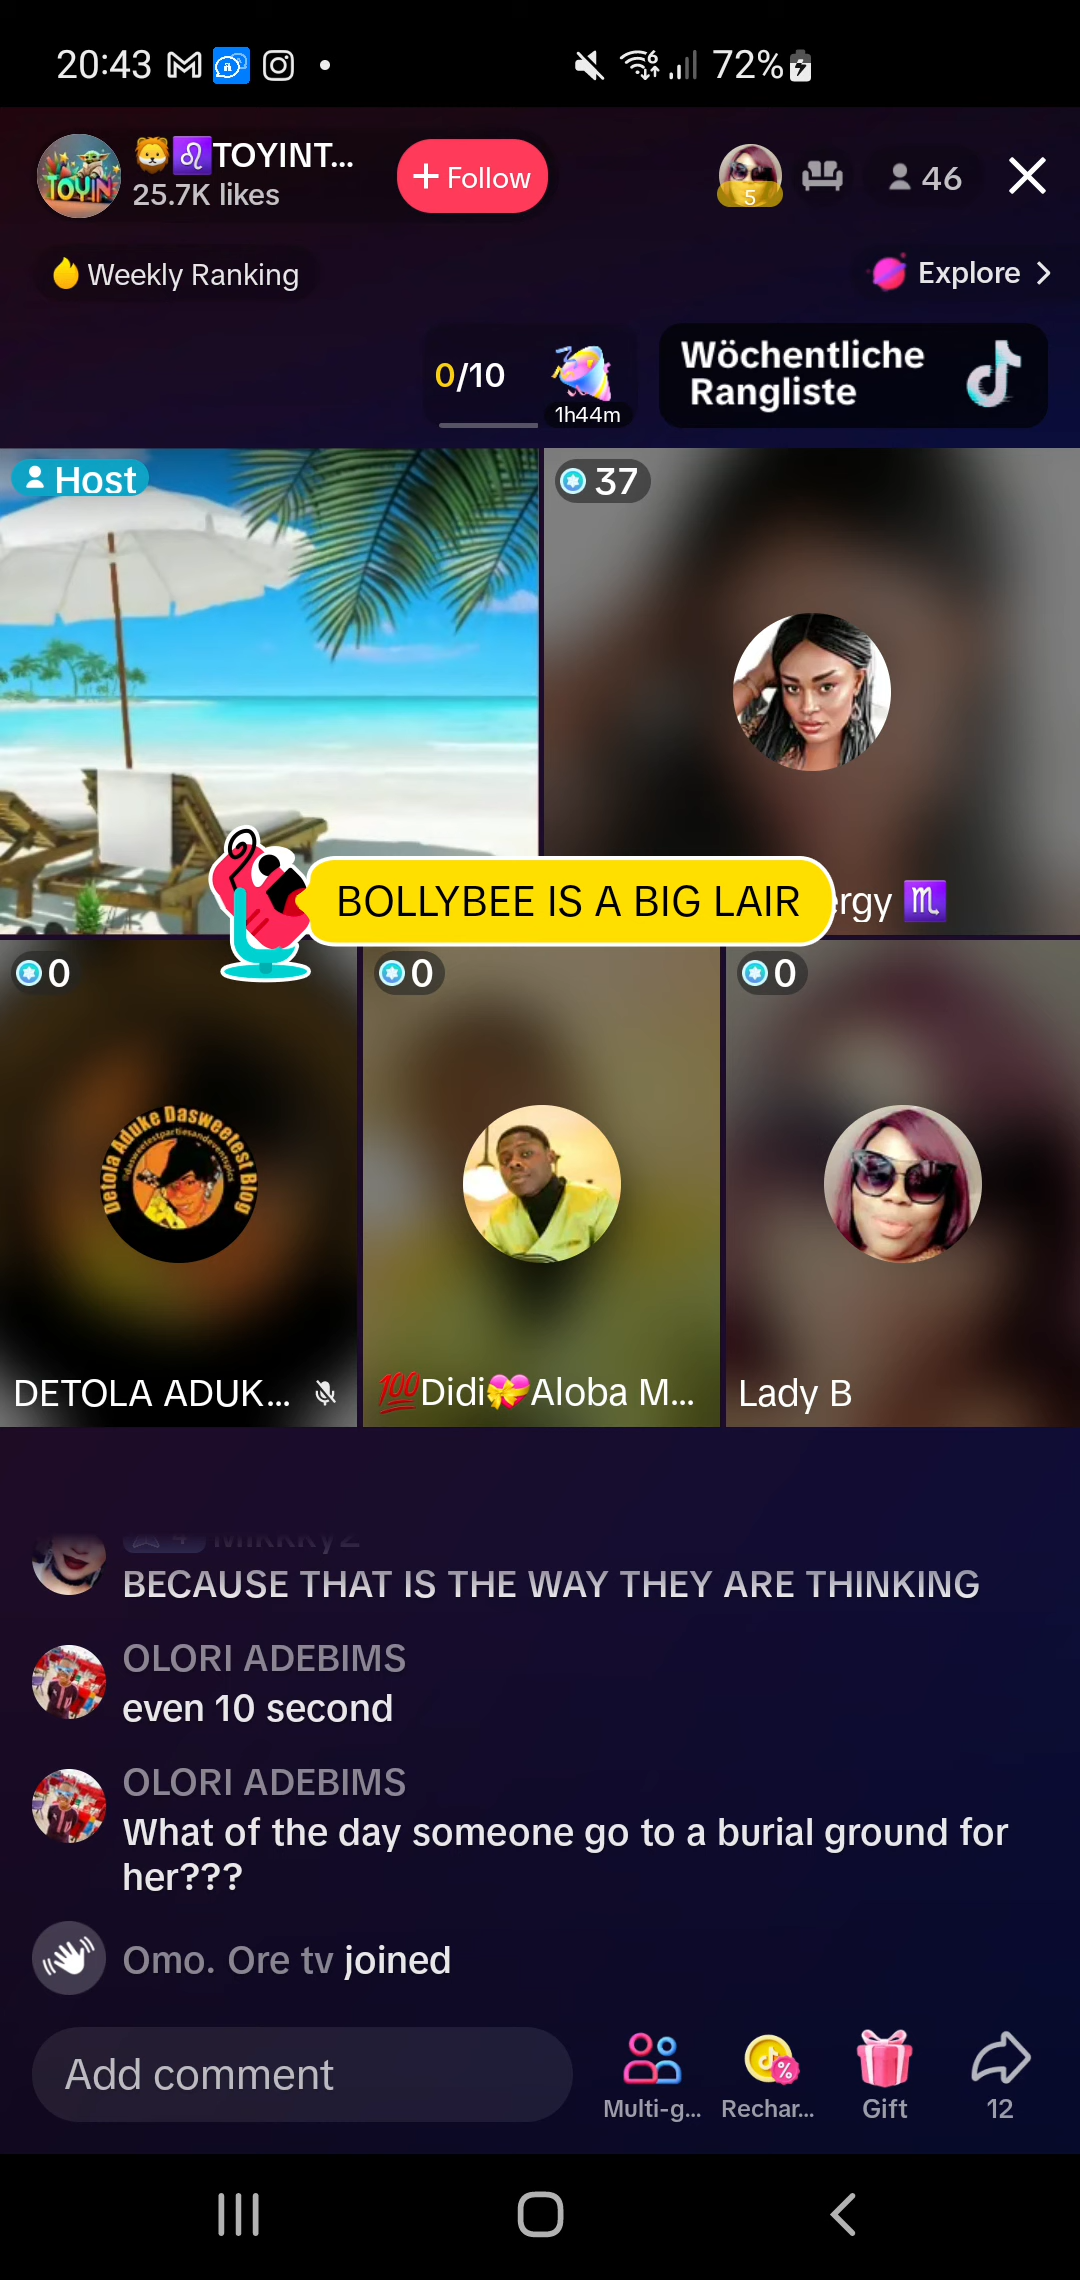 20:43
72%
🦁♌TOYINT...
25.7K likes
+ Follow
5
46
Weekly Ranking
Explore
0/10
1h44m
Wöchentliche
Rangliste
Host
37
TOYIN
BOLLYBEE IS A BIG LAIR
ergy ♏
0
0
0
Detola Aduke Dasweetest Blog
DETOLA ADUK...
💯Didi💝Aloba M...
Lady B
Mikkky2
BECAUSE THAT IS THE WAY THEY ARE THINKING
OLORI ADEBIMS
even 10 second
OLORI ADEBIMS
What of the day someone go to a burial ground for
her???
Omo. Ore tv joined
Add comment
Multi-g...
Rechar...
Gift
12